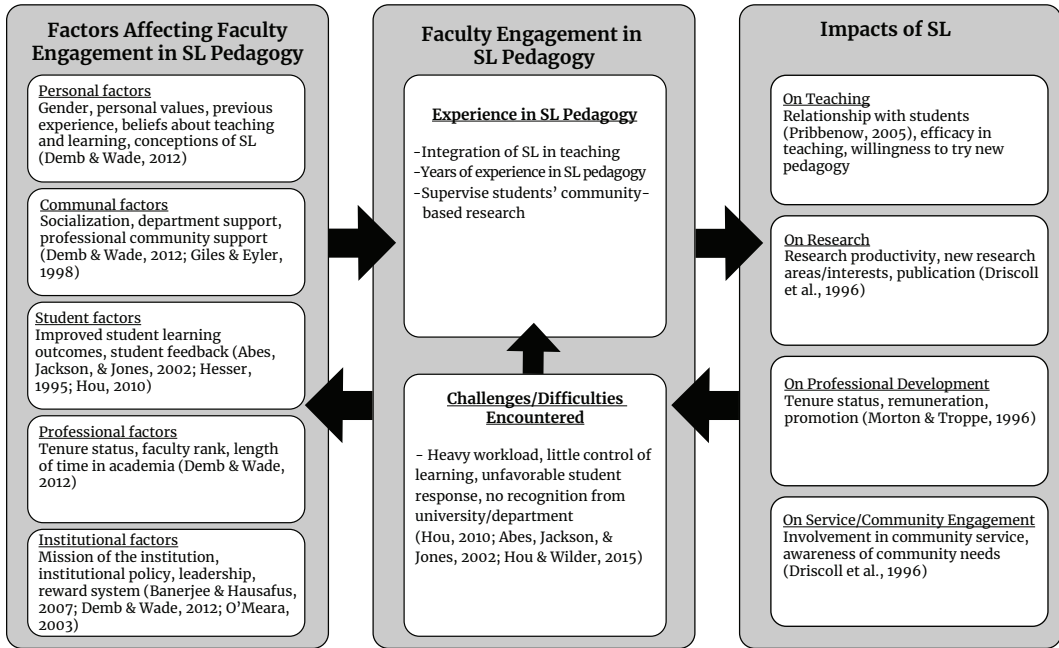 Factors Affecting Faculty
Engagement in SL Pedagogy
Personal factors
Gender, personal values, previous
experience, beliefs about teaching
and learning, conceptions of SL
(Demb & Wade, 2012)
Communal factors
Socialization, department support,
professional community support
(Demb & Wade, 2012; Giles & Eyler,
1998)
Student factors
Improved student learning
outcomes, student feedback (Abes,
Jackson, & Jones, 2002; Hesser,
1995; Hou, 2010)
Professional factors
Tenure status, faculty rank, length
of time in academia (Demb & Wade,
2012)
Institutional factors
Mission of the institution,
institutional policy, leadership,
reward system (Banerjee & Hausafus,
2007; Demb & Wade, 2012; O’Meara,
2003)
Faculty Engagement in
SL Pedagogy
Experience in SL Pedagogy
-Integration of SL in teaching
-Years of experience in SL pedagogy
-Supervise students’ community-
based research
Challenges/Difficulties
Encountered
- Heavy workload, little control of
learning, unfavorable student
response, no recognition from
university/department
(Hou, 2010; Abes, Jackson, &
Jones, 2002; Hou & Wilder, 2015)
Impacts of SL
On Teaching
Relationship with students
(Pribbenow, 2005), efficacy in
teaching, willingness to try new
pedagogy
On Research
Research productivity, new research
areas/interests, publication (Driscoll
et al., 1996)
On Professional Development
Tenure status, remuneration,
promotion (Morton & Troppe, 1996)
On Service/Community Engagement
Involvement in community service,
awareness of community needs
(Driscoll et al., 1996)